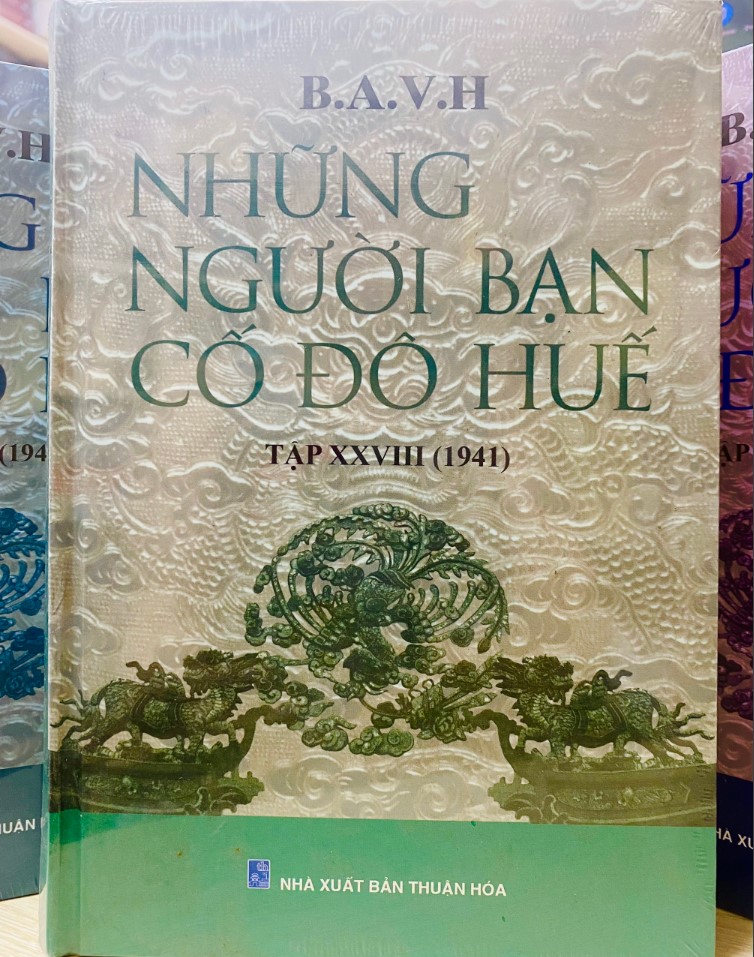 B.A.V.H
NHỮNG
NGƯỜI BẠN
CỐ ĐÔ HUẾ
TẬP XXVIII (1941)
NHÀ XUẤT BẢN THUẬN HÓA